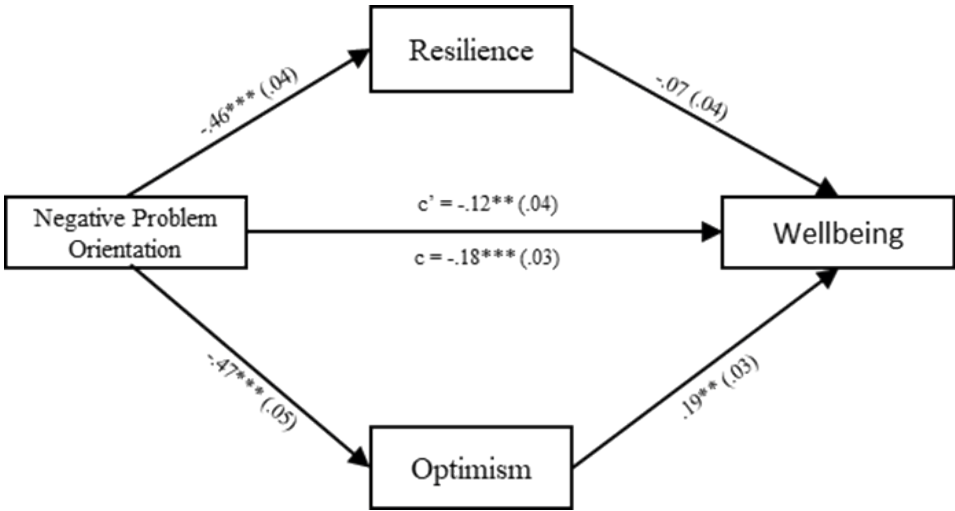 Resilience
-.46*** (.04)
-.07 (.04)
Negative Problem
Orientation
c’ = -.12** (.04)
c = -.18*** (.03)
Wellbeing
-.47*** (.05)
.19** (.03)
Optimism